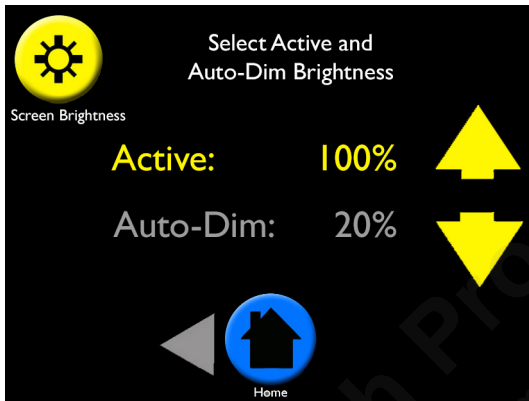 Select Active and
Auto-Dim Brightness
Screen Brightness
Active: 100%
Auto-Dim: 20%
Home